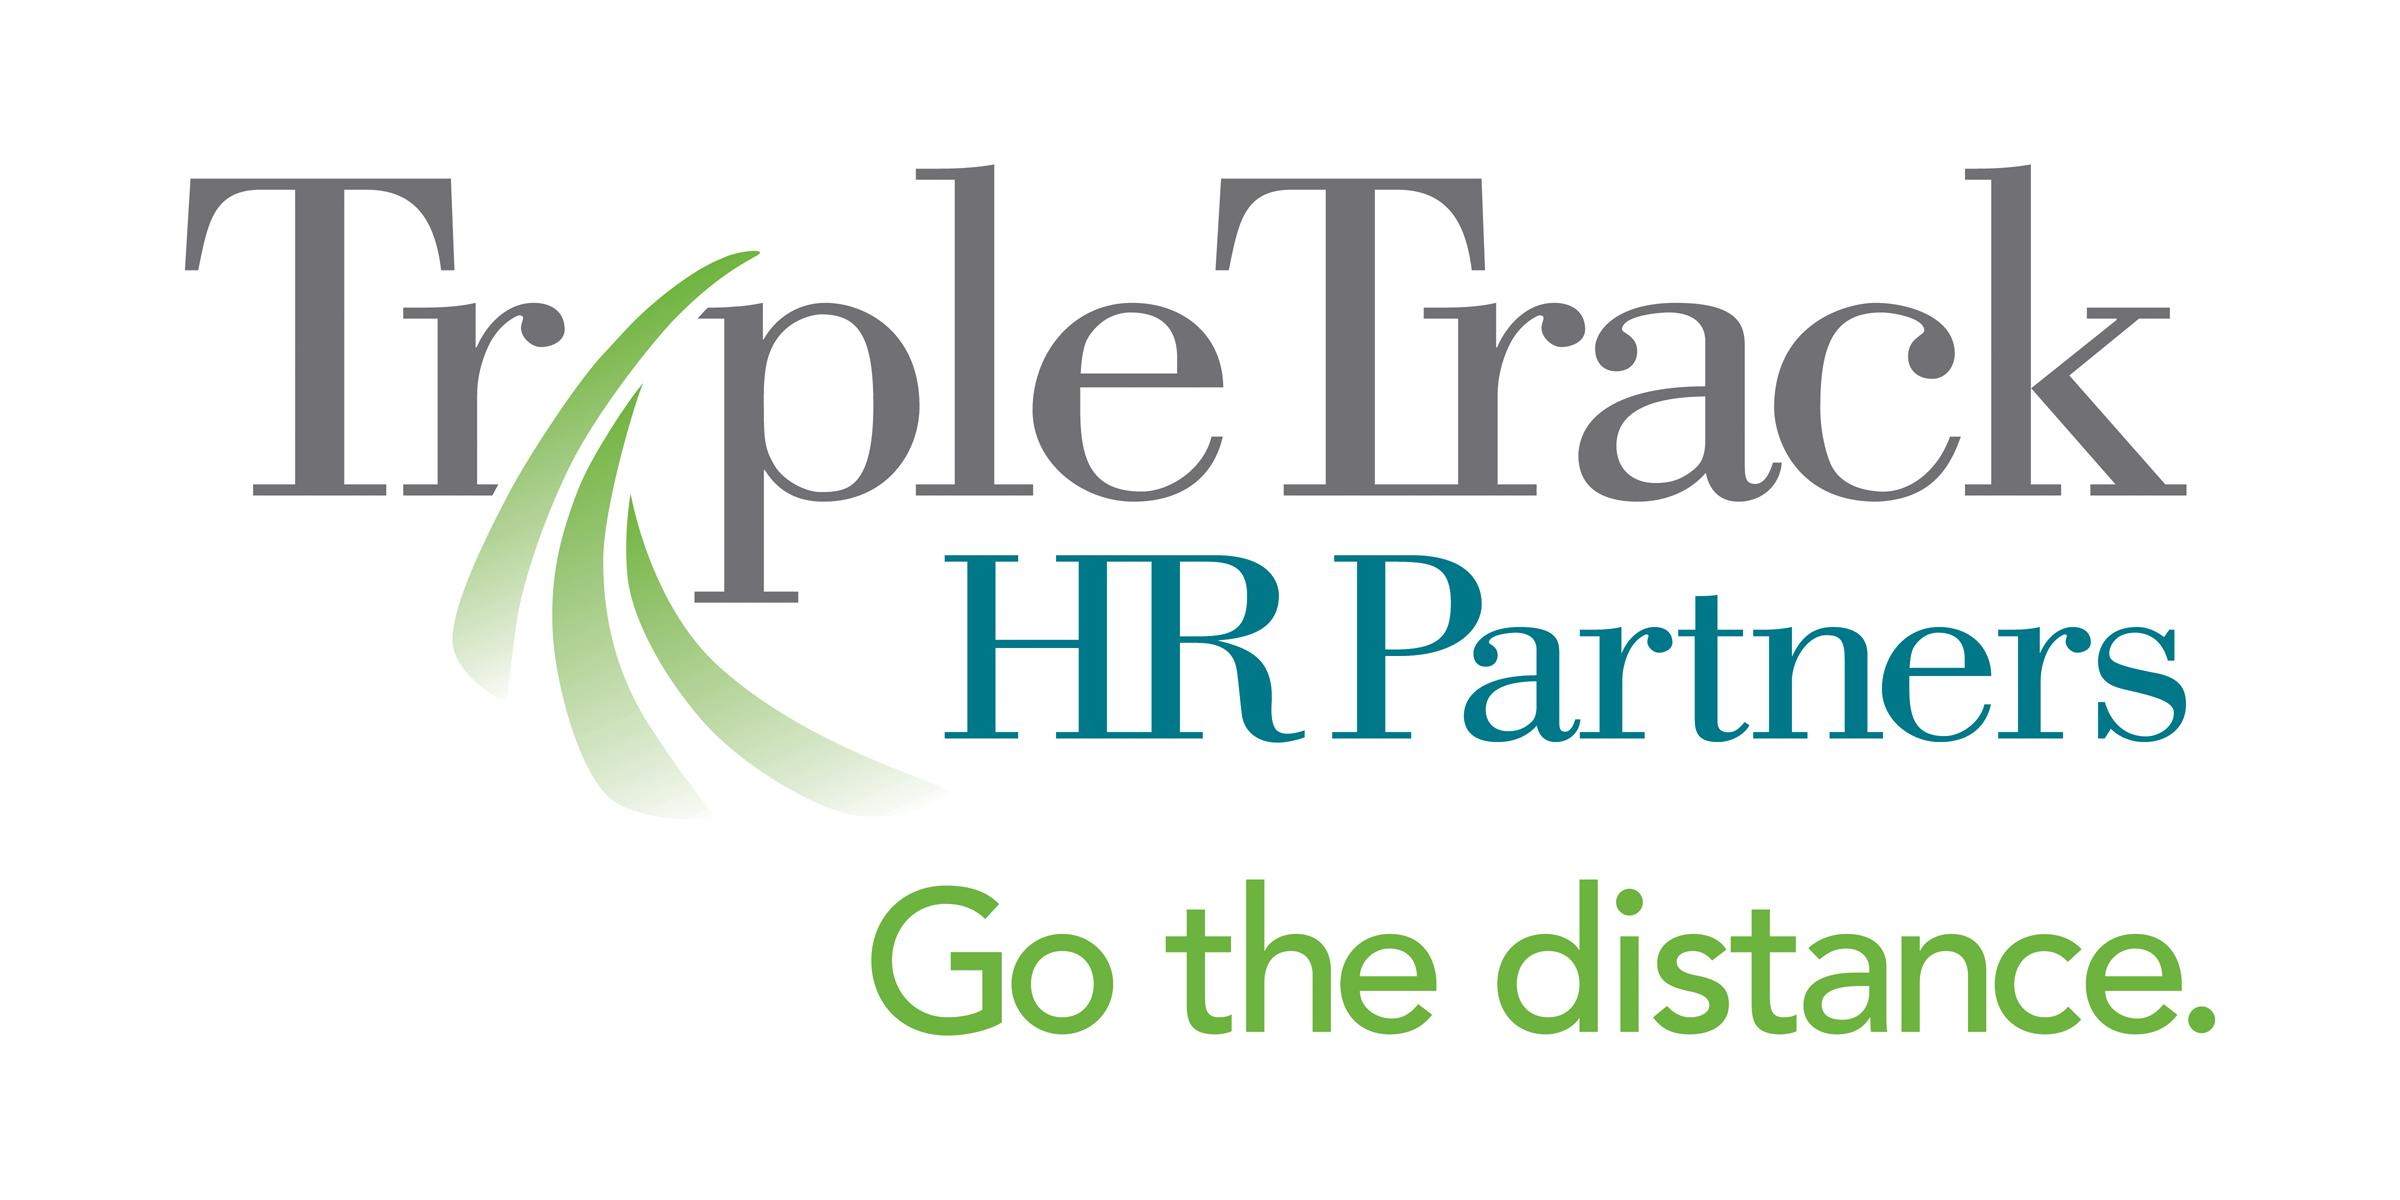 TripleTrack
HR Partners
Go the distance.